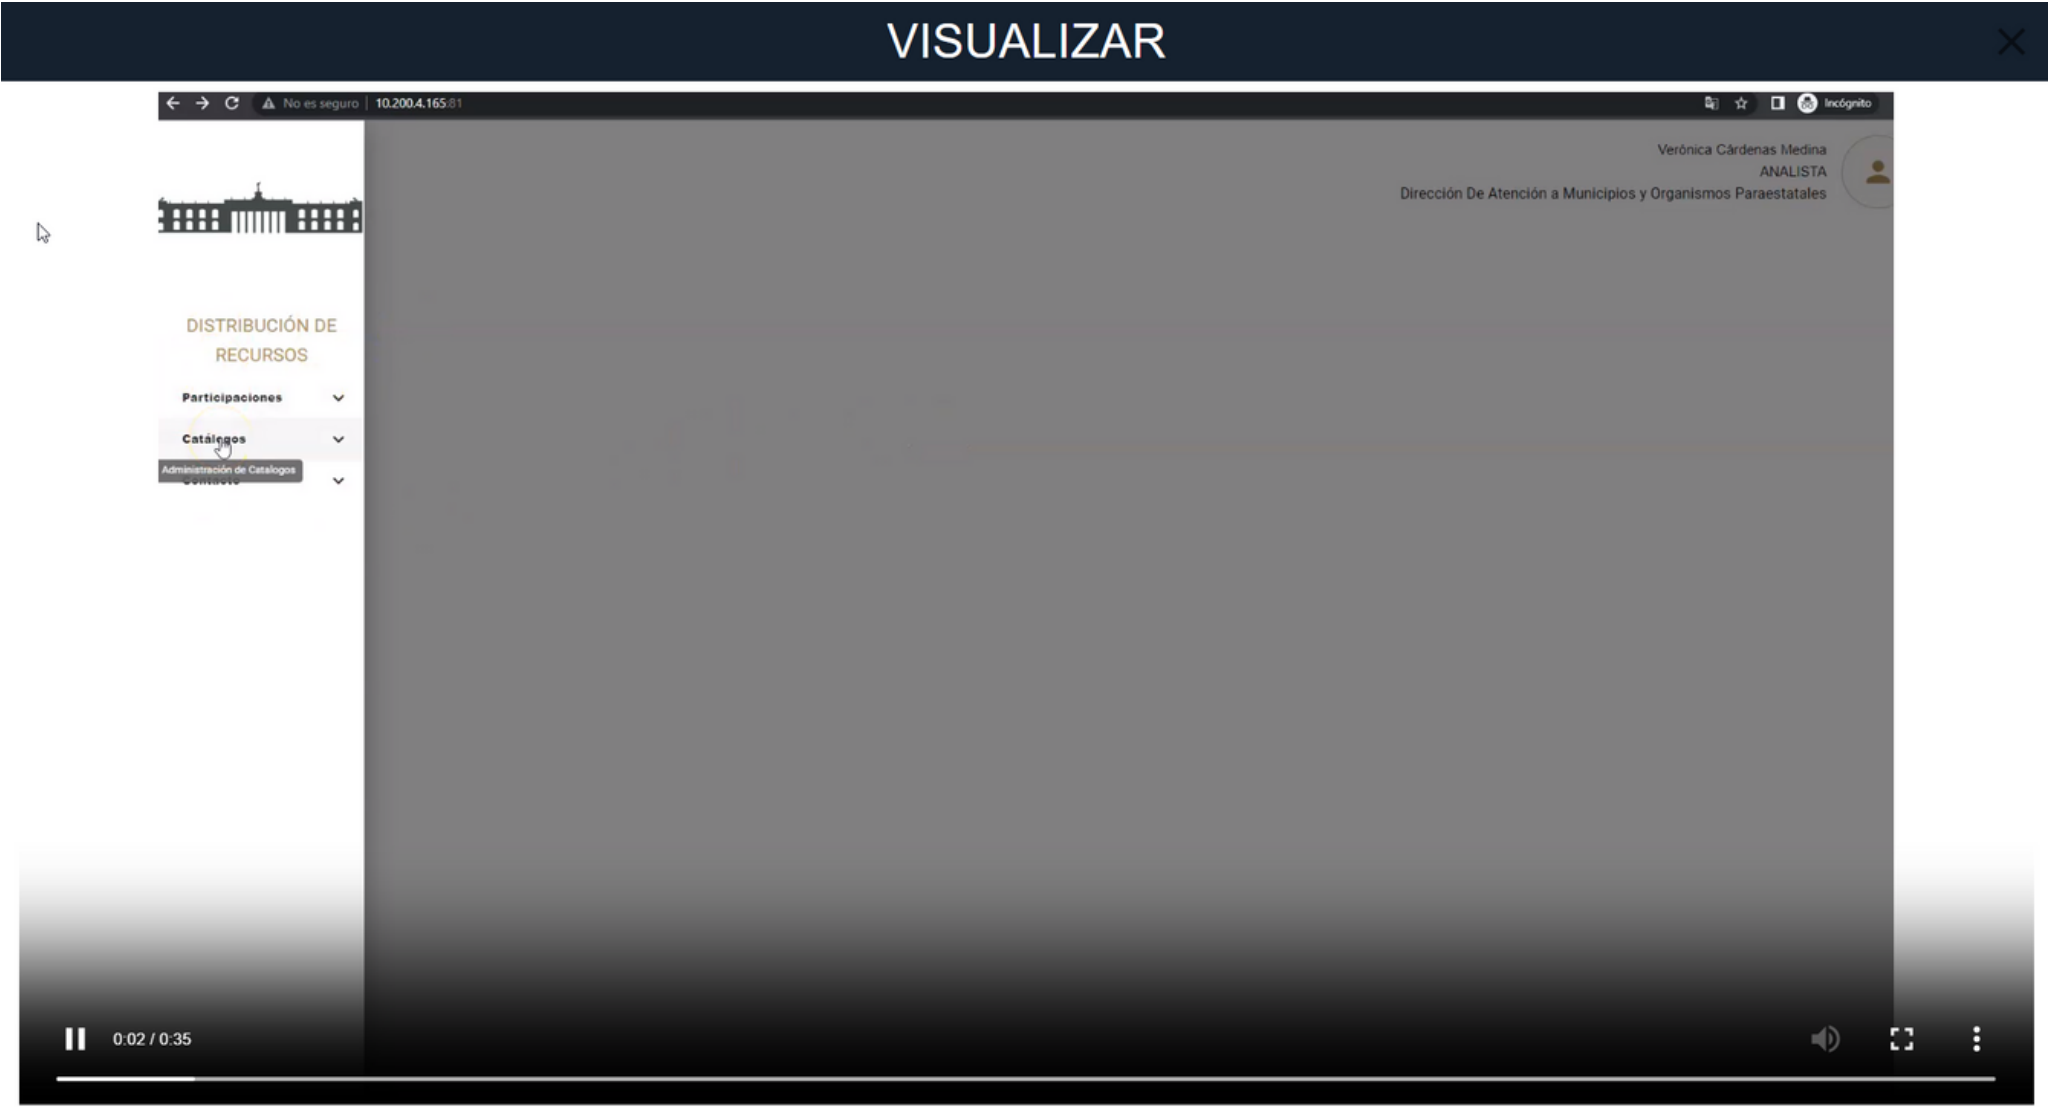 VISUALIZAR
No es seguro | 10.200.4.165:81
Incógnito
Verónica Cárdenas Medina
ANALISTA
Dirección De Atención a Municipios y Organismos Paraestatales
DISTRIBUCIÓN DE
RECURSOS
Participaciones
Catálogos
Administración de Catalogos
Contacto
0:02 / 0:35